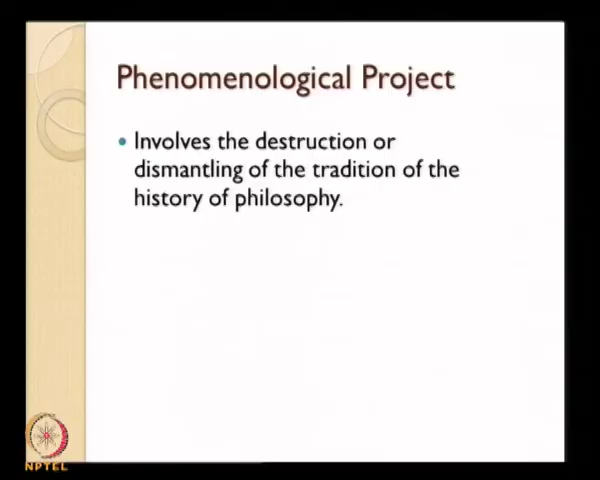 Phenomenological Project
Involves the destruction or
dismantling of the tradition of the
history of philosophy.
NPTEL